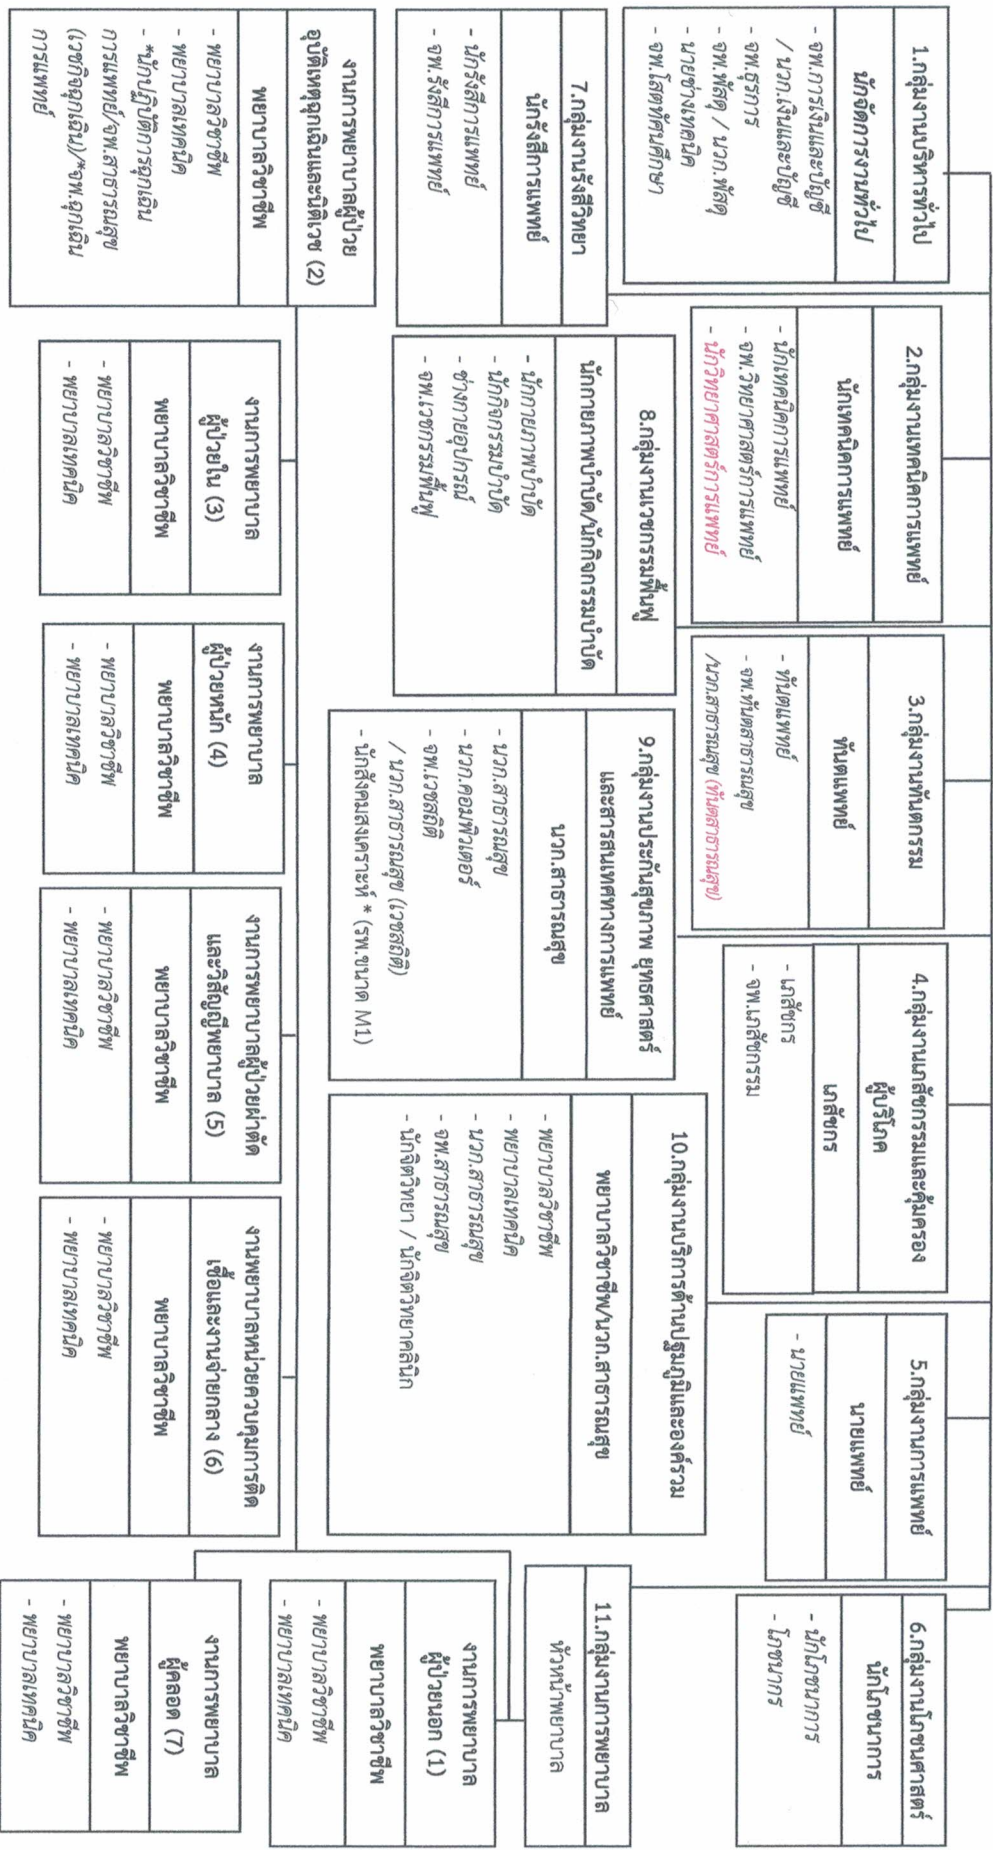 1.กลุ่มงานบริหารทั่วไป
นักจัดการงานทั่วไป
- จพ.การเงินและบัญชี
/ นวก.เงินและบัญชี
- จพ.ธุรการ
- จพ.พัสดุ / นวก.พัสดุ
- นายช่างเทคนิค
- จพ.โสตทัศนศึกษา
2.กลุ่มงานเทคนิคการแพทย์
นักเทคนิคการแพทย์
- นักเทคนิคการแพทย์
- จพ.วิทยาศาสตร์การแพทย์
- นักวิทยาศาสตร์การแพทย์
3.กลุ่มงานทันตกรรม
ทันตแพทย์
- ทันตแพทย์
- จพ.ทันตสาธารณสุข
/นวก.สาธารณสุข (ทันตสาธารณสุข)
4.กลุ่มงานเภสัชกรรมและคุ้มครอง
ผู้บริโภค
เภสัชกร
- เภสัชกร
- จพ.เภสัชกรรม
5.กลุ่มงานการแพทย์
นายแพทย์
- นายแพทย์
6.กลุ่มงานโภชนศาสตร์
นักโภชนาการ
- นักโภชนาการ
- โภชนากร
7.กลุ่มงานรังสีวิทยา
นักรังสีการแพทย์
- นักรังสีการแพทย์
- จพ.รังสีการแพทย์
8.กลุ่มงานเวชกรรมฟื้นฟู
นักกายภาพบำบัด/นักกิจกรรมบำบัด
- นักกายภาพบำบัด
- นักกิจกรรมบำบัด
- ช่างกายอุปกรณ์
- จพ.เวชกรรมฟื้นฟู
9.กลุ่มงานประกันสุขภาพ ยุทธศาสตร์
และสารสนเทศทางการแพทย์
นวก.สาธารณสุข
- นวก.สาธารณสุข
- นวก.คอมพิวเตอร์
- จพ.เวชสถิติ
/ นวก.สาธารณสุข (เวชสถิติ)
- นักสังคมสงเคราะห์ * (รพ.ขนาด M1)
10.กลุ่มงานบริการด้านปฐมภูมิและองค์รวม
พยาบาลวิชาชีพ/นวก.สาธารณสุข
- พยาบาลวิชาชีพ
- พยาบาลเทคนิค
- นวก.สาธารณสุข
- จพ.สาธารณสุข
- นักจิตวิทยา / นักจิตวิทยาคลินิก
11.กลุ่มงานการพยาบาล
หัวหน้าพยาบาล
งานการพยาบาล
ผู้ป่วยนอก (1)
พยาบาลวิชาชีพ
- พยาบาลวิชาชีพ
- พยาบาลเทคนิค
งานการพยาบาลผู้ป่วย
อุบัติเหตุฉุกเฉินและนิติเวช (2)
พยาบาลวิชาชีพ
- พยาบาลวิชาชีพ
- พยาบาลเทคนิค
- *นักปฏิบัติการฉุกเฉิน
การแพทย์/จพ.สาธารณสุข
(เวชกิจฉุกเฉิน)/*จพ.ฉุกเฉิน
การแพทย์
งานการพยาบาล
ผู้ป่วยใน (3)
พยาบาลวิชาชีพ
- พยาบาลวิชาชีพ
- พยาบาลเทคนิค
งานการพยาบาล
ผู้ป่วยหนัก (4)
พยาบาลวิชาชีพ
- พยาบาลวิชาชีพ
- พยาบาลเทคนิค
งานการพยาบาลผู้ป่วยผ่าตัด
และวิสัญญีพยาบาล (5)
พยาบาลวิชาชีพ
- พยาบาลวิชาชีพ
- พยาบาลเทคนิค
งานพยาบาลหน่วยควบคุมการติด
เชื้อและงานจ่ายกลาง (6)
พยาบาลวิชาชีพ
- พยาบาลวิชาชีพ
- พยาบาลเทคนิค
งานการพยาบาล
ผู้คลอด (7)
พยาบาลวิชาชีพ
- พยาบาลวิชาชีพ
- พยาบาลเทคนิค